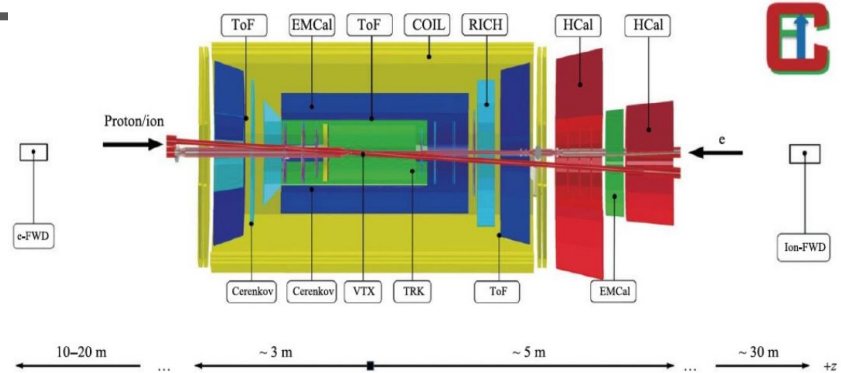 ToF
EMCal
ToF
COIL
RICH
HCal
HCal
Proton/ion
e
e-FWD
Ion-FWD
Cerenkov
Cerenkov
VTX
TRK
ToF
EMCal
10–20 m
...
~ 3 m
~ 5 m
...
~ 30 m
+z